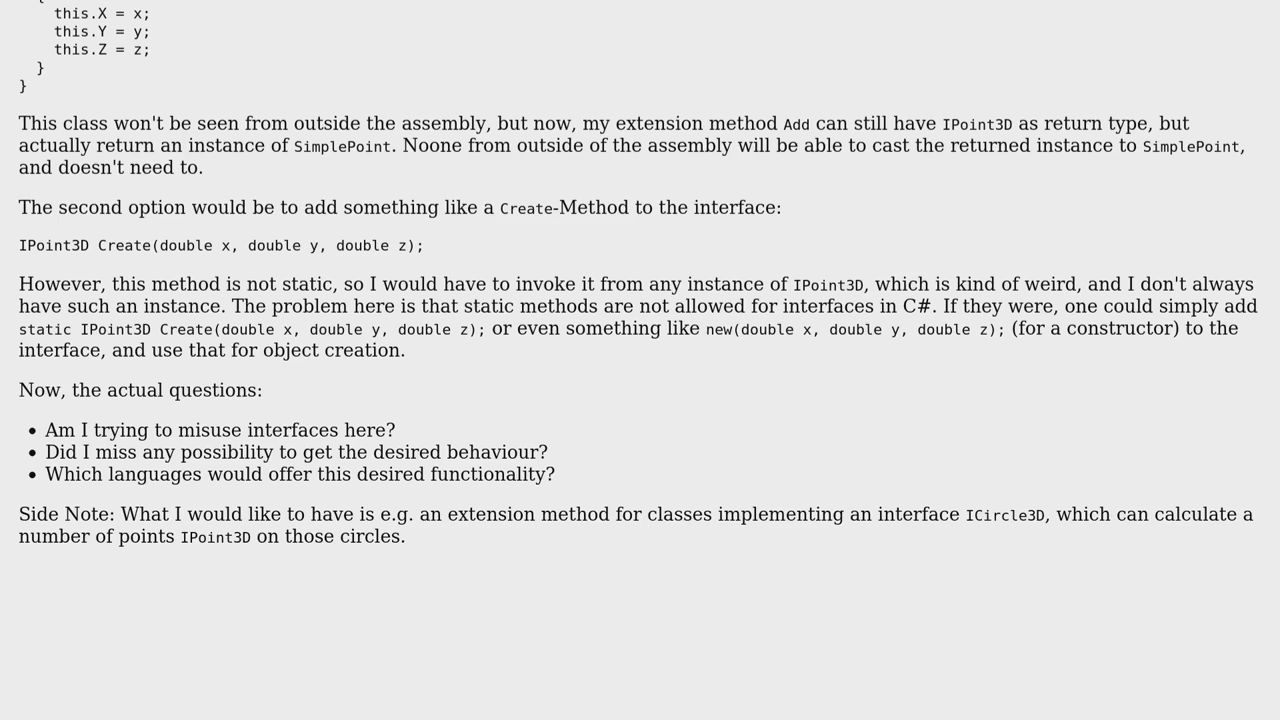 {
this.X = x;
this.Y = y;
this.Z = z;
}
}
This class won't be seen from outside the assembly, but now, my extension method Add can still have IPoint3D as return type, but
actually return an instance of SimplePoint. Noone from outside of the assembly will be able to cast the returned instance to SimplePoint,
and doesn't need to.
The second option would be to add something like a Create-Method to the interface:
IPoint3D Create(double x, double y, double z);
However, this method is not static, so I would have to invoke it from any instance of IPoint3D, which is kind of weird, and I don't always
have such an instance. The problem here is that static methods are not allowed for interfaces in C#. If they were, one could simply add
static IPoint3D Create(double x, double y, double z); or even something like new(double x, double y, double z); (for a constructor) to the
interface, and use that for object creation.
Now, the actual questions:
• Am I trying to misuse interfaces here?
• Did I miss any possibility to get the desired behaviour?
• Which languages would offer this desired functionality?
Side Note: What I would like to have is e.g. an extension method for classes implementing an interface ICircle3D, which can calculate a
number of points IPoint3D on those circles.